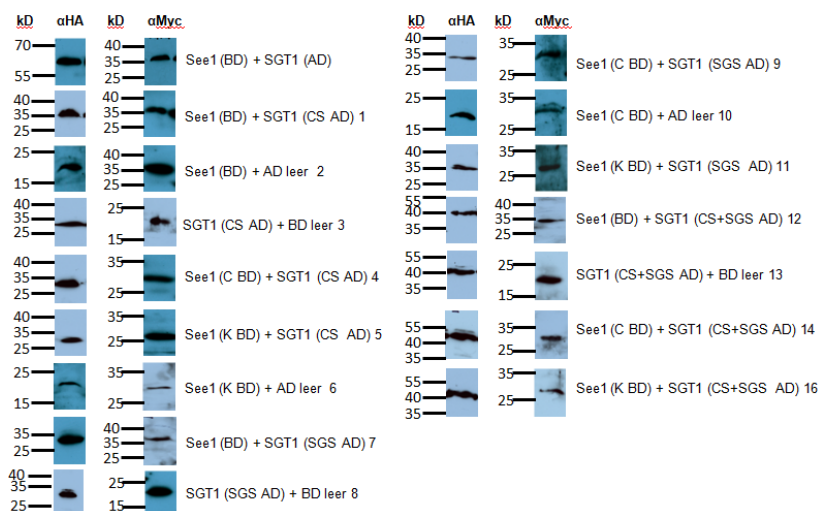 kD αHA kD αMyc
70 40
35 See1 (BD) + SGT1 (AD)
55 25
40 40
35 35 See1 (BD) + SGT1 (CS AD) 1
25 25
25 40
35 See1 (BD) + AD leer 2
15 25
40 25
35 SGT1 (CS AD) + BD leer 3
25 15
40 35
35 See1 (C BD) + SGT1 (CS AD) 4
25 25
40 35
35 See1 (K BD) + SGT1 (CS AD) 5
25 25
25 35
See1 (K BD) + AD leer 6
15 25
35 40
35 See1 (BD) + SGT1 (SGS AD) 7
25 25
40 25
35 SGT1 (SGS AD) + BD leer 8
25 15
kD αHA kD αMyc
40 35
35 See1 (C BD) + SGT1 (SGS AD) 9
25 25
25 35
See1 (C BD) + AD leer 10
15 25
40 35
35 See1 (K BD) + SGT1 (SGS AD) 11
25 25
55 40
40 35 See1 (BD) + SGT1 (CS+SGS AD) 12
35 25
55 25
40 SGT1 (CS+SGS AD) + BD leer 13
35 15
55 35
40 See1 (C BD) + SGT1 (CS+SGS AD) 14
35 25
55 35
40 25 See1 (K BD) + SGT1 (CS+SGS AD) 16
35